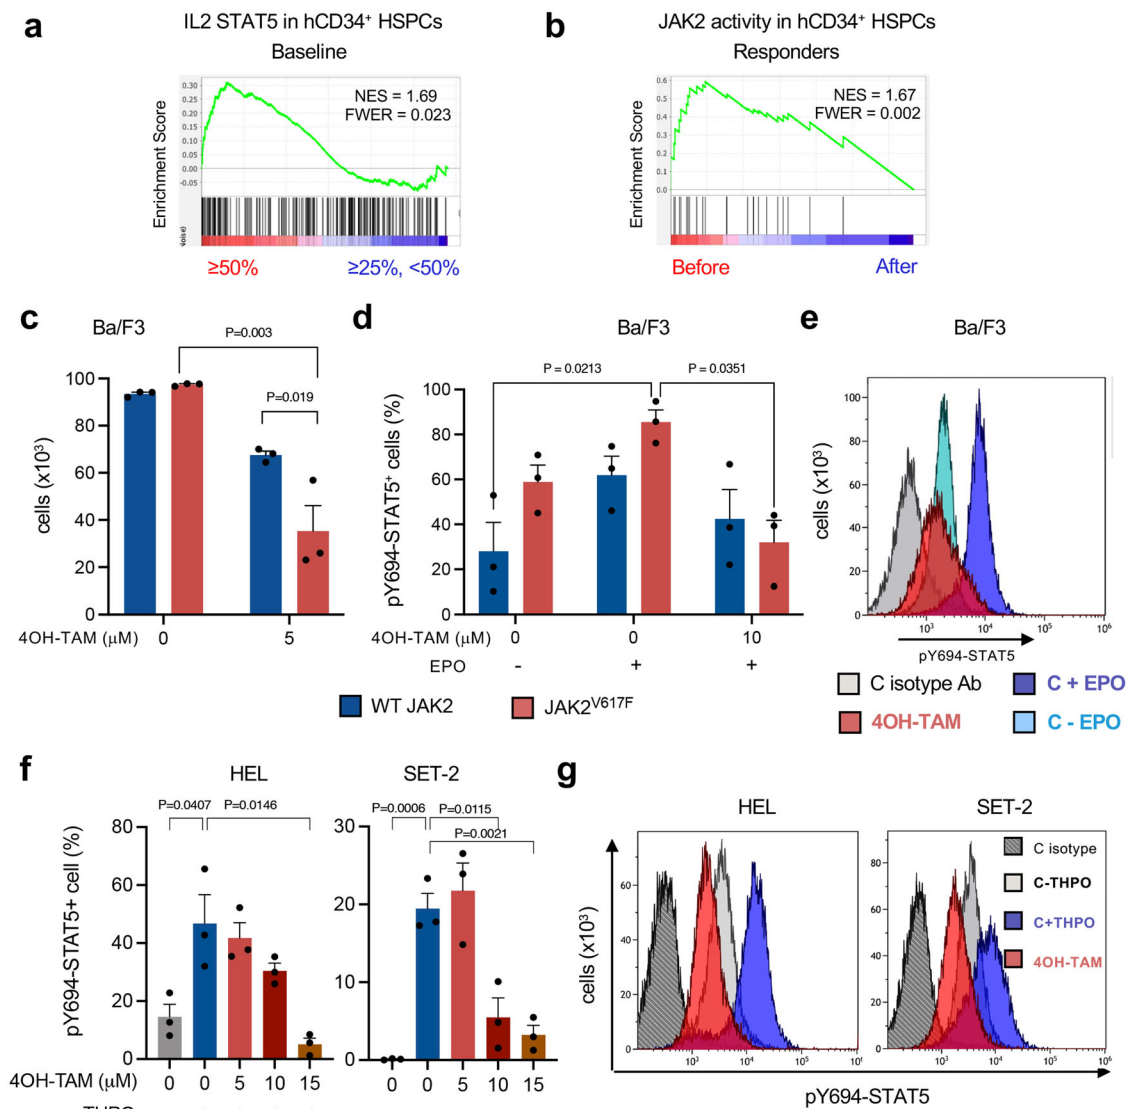 a
IL2 STAT5 in hCD34⁺ HSPCs
Baseline
NES = 1.69
FWER = 0.023
Enrichment Score
0.30
0.25
0.20
0.15
0.10
0.05
0.00
-0.05
≥50%
≥25%, <50%
b
JAK2 activity in hCD34⁺ HSPCs
Responders
NES = 1.67
FWER = 0.002
Enrichment Score
0.6
0.5
0.4
0.3
0.2
0.1
0.0
Before
After
c
Ba/F3
P=0.003
P=0.019
cells (x10³)
100
80
60
40
20
0
4OH-TAM (μM)
0
5
d
Ba/F3
P = 0.0213
P = 0.0351
pY694-STAT5⁺ cells (%)
100
80
60
40
20
0
4OH-TAM (μM)
0
0
10
EPO
-
+
+
WT JAK2
JAK2V617F
e
Ba/F3
cells (x10³)
100
80
60
40
20
0
10³
10⁴
10⁵
10⁶
pY694-STAT5
C isotype Ab
C + EPO
4OH-TAM
C - EPO
f
HEL
P=0.0407
P=0.0146
pY694-STAT5+ cell (%)
80
60
40
20
0
4OH-TAM (μM)
0
0
5
10
15
SET-2
P=0.0006
P=0.0115
P=0.0021
30
20
10
0
0
0
5
10
15
g
HEL
cells (x10³)
60
40
20
0
10³
10⁴
10⁵
SET-2
80
60
40
20
0
10³
10⁴
10⁵
10⁶
C isotype
C-THPO
C+THPO
4OH-TAM
pY694-STAT5